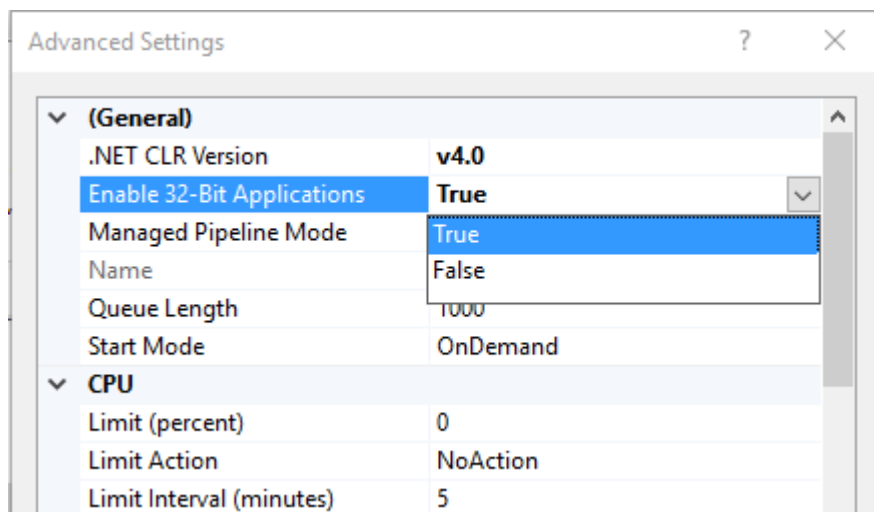 Advanced Settings ?
(General)
.NET CLR Version v4.0
Enable 32-Bit Applications True
Managed Pipeline Mode True
Name False
Queue Length 1000
Start Mode OnDemand
CPU
Limit (percent) 0
Limit Action NoAction
Limit Interval (minutes) 5